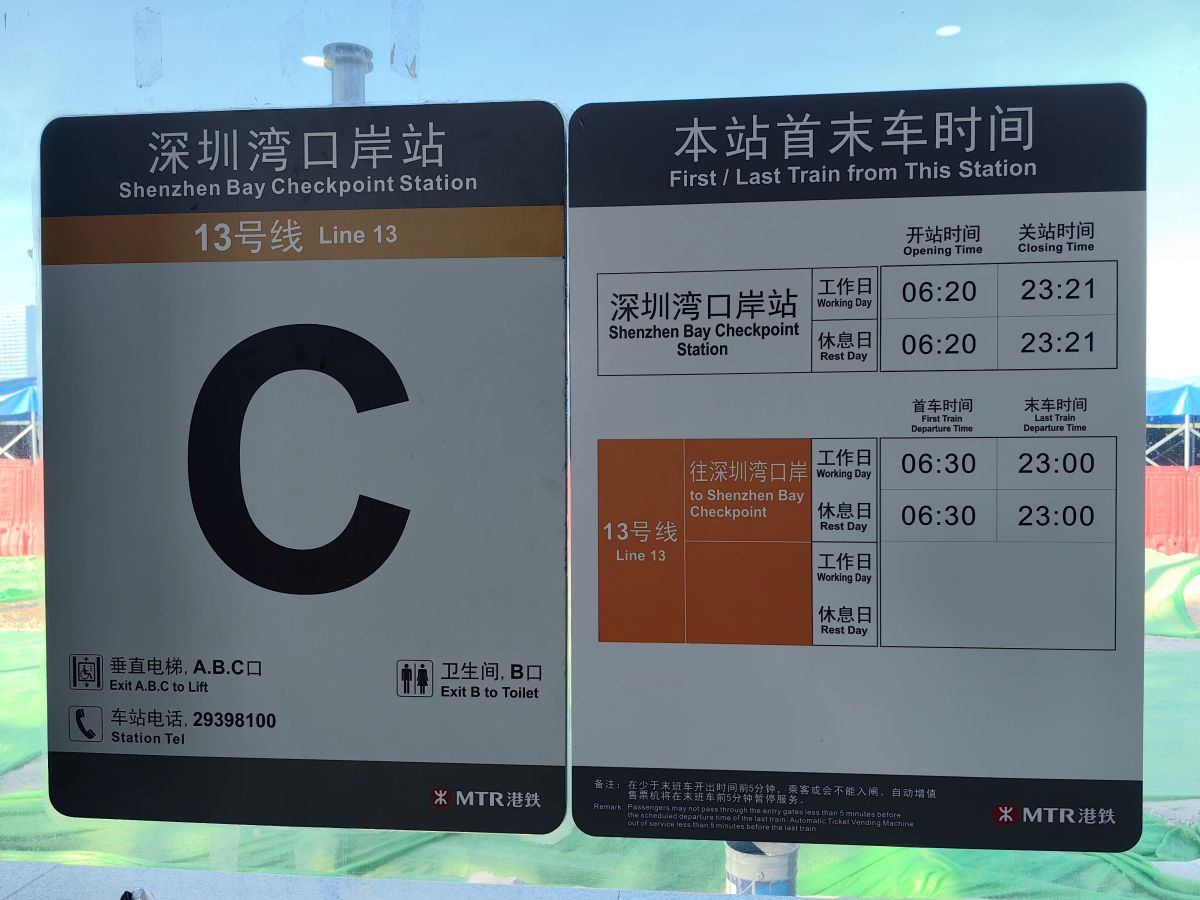 深圳湾口岸站
Shenzhen Bay Checkpoint Station
13号线 Line 13
C
垂直电梯, A.B.C口
Exit A.B.C to Lift
卫生间, B口
Exit B to Toilet
车站电话, 29398100
Station Tel
MTR 港铁
本站首末车时间
First / Last Train from This Station
开站时间 关站时间
Opening Time Closing Time
深圳湾口岸站
Shenzhen Bay Checkpoint
Station
工作日
Working Day
06:20 23:21
休息日
Rest Day
06:20 23:21
首车时间 末车时间
First Train Last Train
Departure Time Departure Time
13号线
Line 13
往深圳湾口岸
to Shenzhen Bay
Checkpoint
工作日
Working Day
06:30 23:00
休息日
Rest Day
06:30 23:00
工作日
Working Day
休息日
Rest Day
备注：在少于末班车开出时间前5分钟，乘客或会不能入闸。自动增值
售票机将在末班车前5分钟暂停服务。
Remark: Passengers may not pass through the entry gates less than 5 minutes before
the scheduled departure time of the last train. Automatic Ticket Vending Machine
out of service less than 5 minutes before the last train.
MTR 港铁